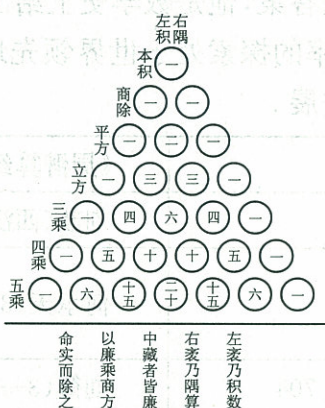 左积 右隅
本积 一
商除 一 一
平方 一 二 一
立方 一 三 三 一
三乘 四 六 四 一
四乘 一 五 十 十 五 一
五乘 一 六 十五 二十 十五 六 一
左袤乃积数
右袤乃隅算
中藏者皆廉
以廉乘商方
命实而除之